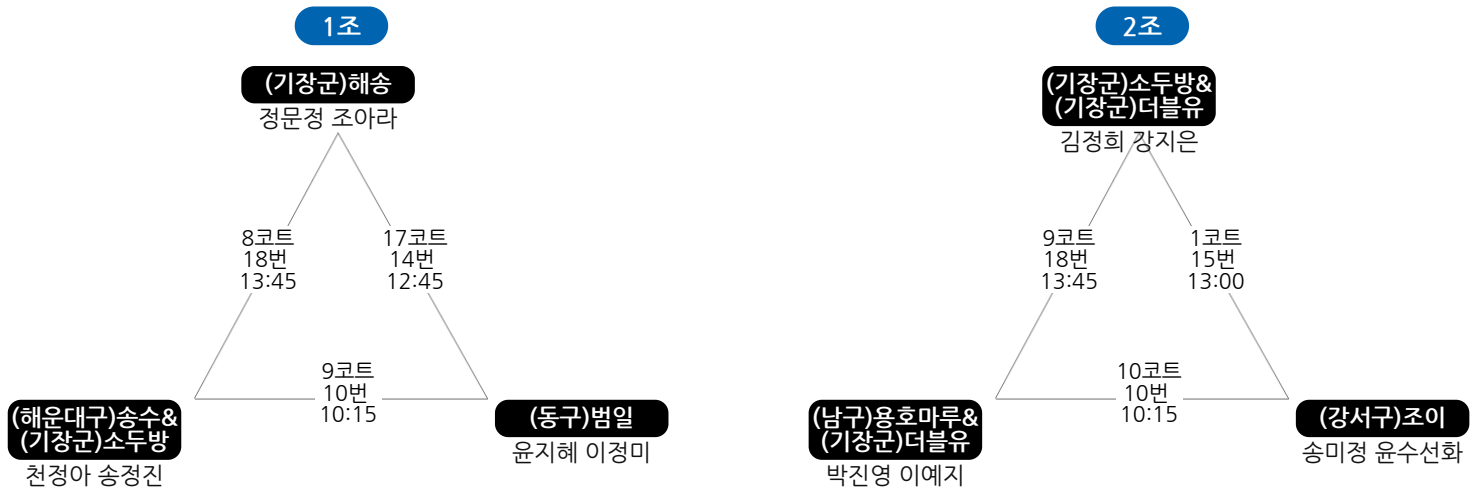 1조
(기장군)해송
정문정 조아라
8코트
18번
13:45
17코트
14번
12:45
9코트
10번
10:15
(해운대구)송수&
(기장군)소두방
천정아 송정진
(동구)범일
윤지혜 이정미
2조
(기장군)소두방&
(기장군)더블유
김정희 장지은
9코트
18번
13:45
1코트
15번
13:00
10코트
10번
10:15
(남구)용호마루&
(기장군)더블유
박진영 이예지
(강서구)조이
송미정 윤수선화